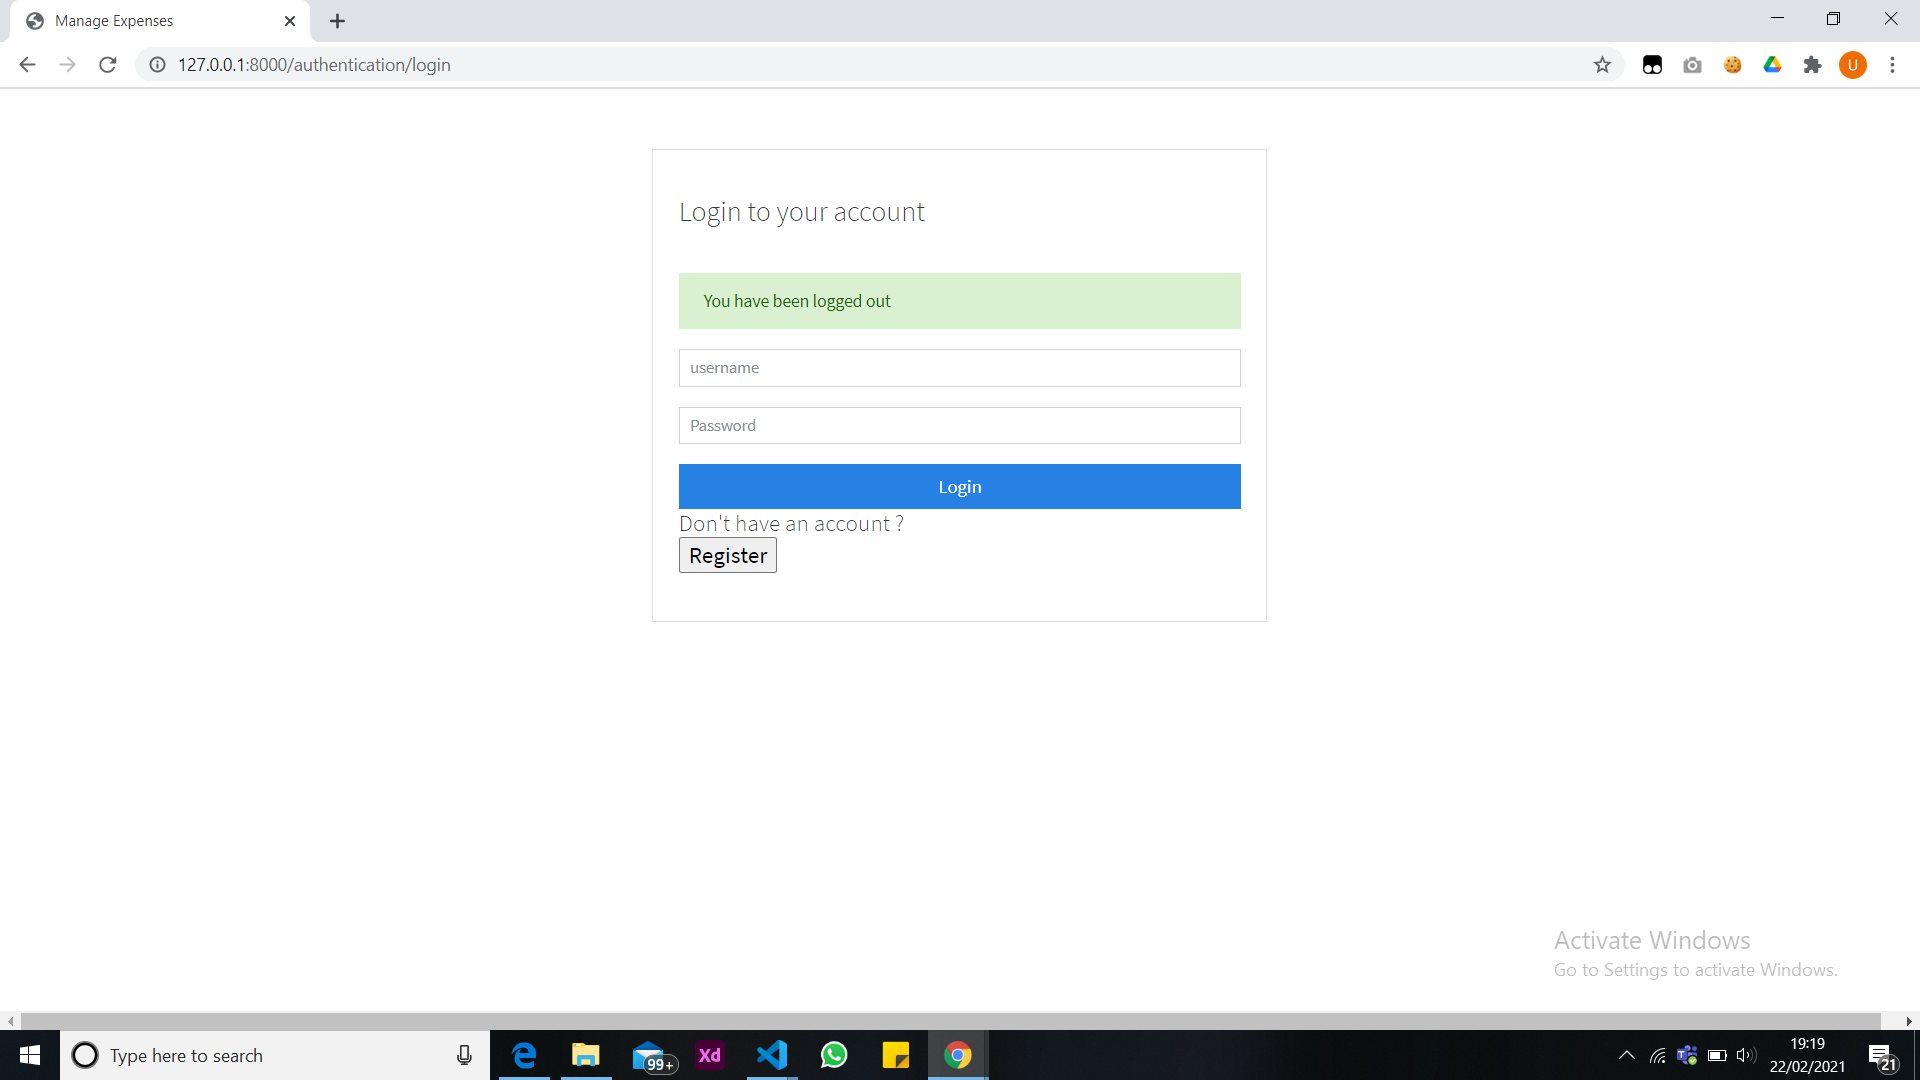 Manage Expenses
127.0.0.1:8000/authentication/login
U
Login to your account
You have been logged out
username
Password
Login
Don't have an account ?
Register
Activate Windows
Go to Settings to activate Windows.
Type here to search
99+
Xd
19:19
22/02/2021
21